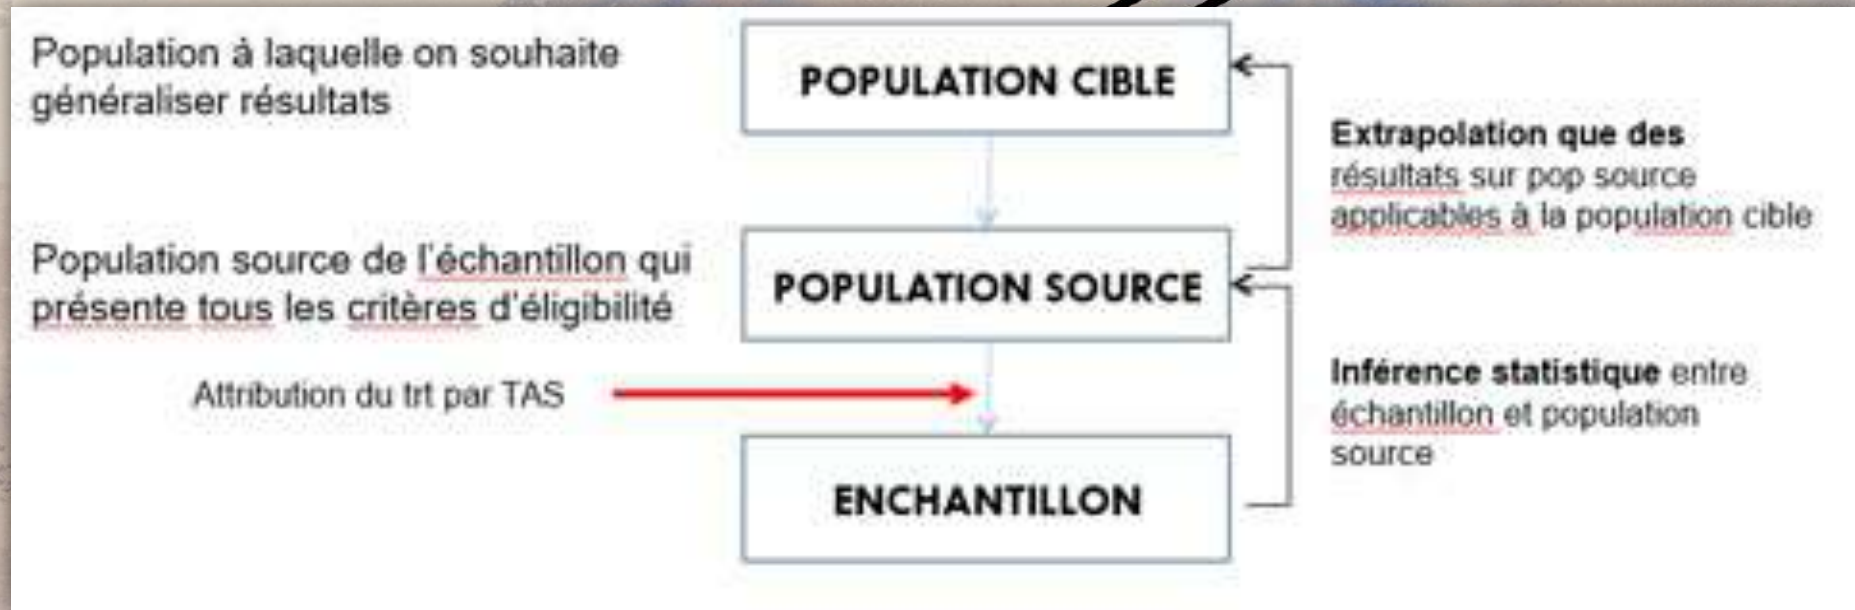 Population à laquelle on souhaite
généraliser résultats
POPULATION CIBLE
Extrapolation que des
résultats sur pop source
applicables à la population cible
Population source de l'échantillon qui
présente tous les critères d'éligibilité
POPULATION SOURCE
Attribution du trt par TAS
Inférence statistique entre
échantillon et population
source
ENCHANTILLON